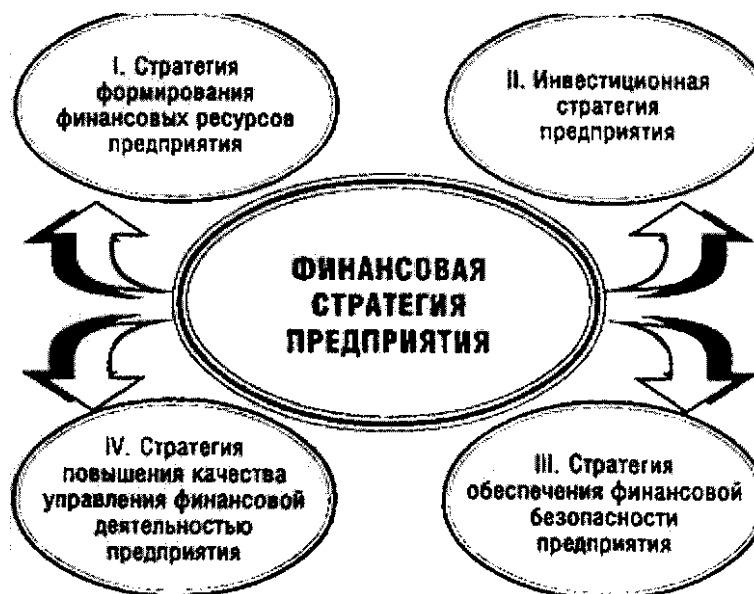 I. Стратегия
формирования
финансовых ресурсов
предприятия
II. Инвестиционная
стратегия
предприятия
ФИНАНСОВАЯ
СТРАТЕГИЯ
ПРЕДПРИЯТИЯ
IV. Стратегия
повышения качества
управления финансовой
деятельностью
предприятия
III. Стратегия
обеспечения финансовой
безопасности
предприятия